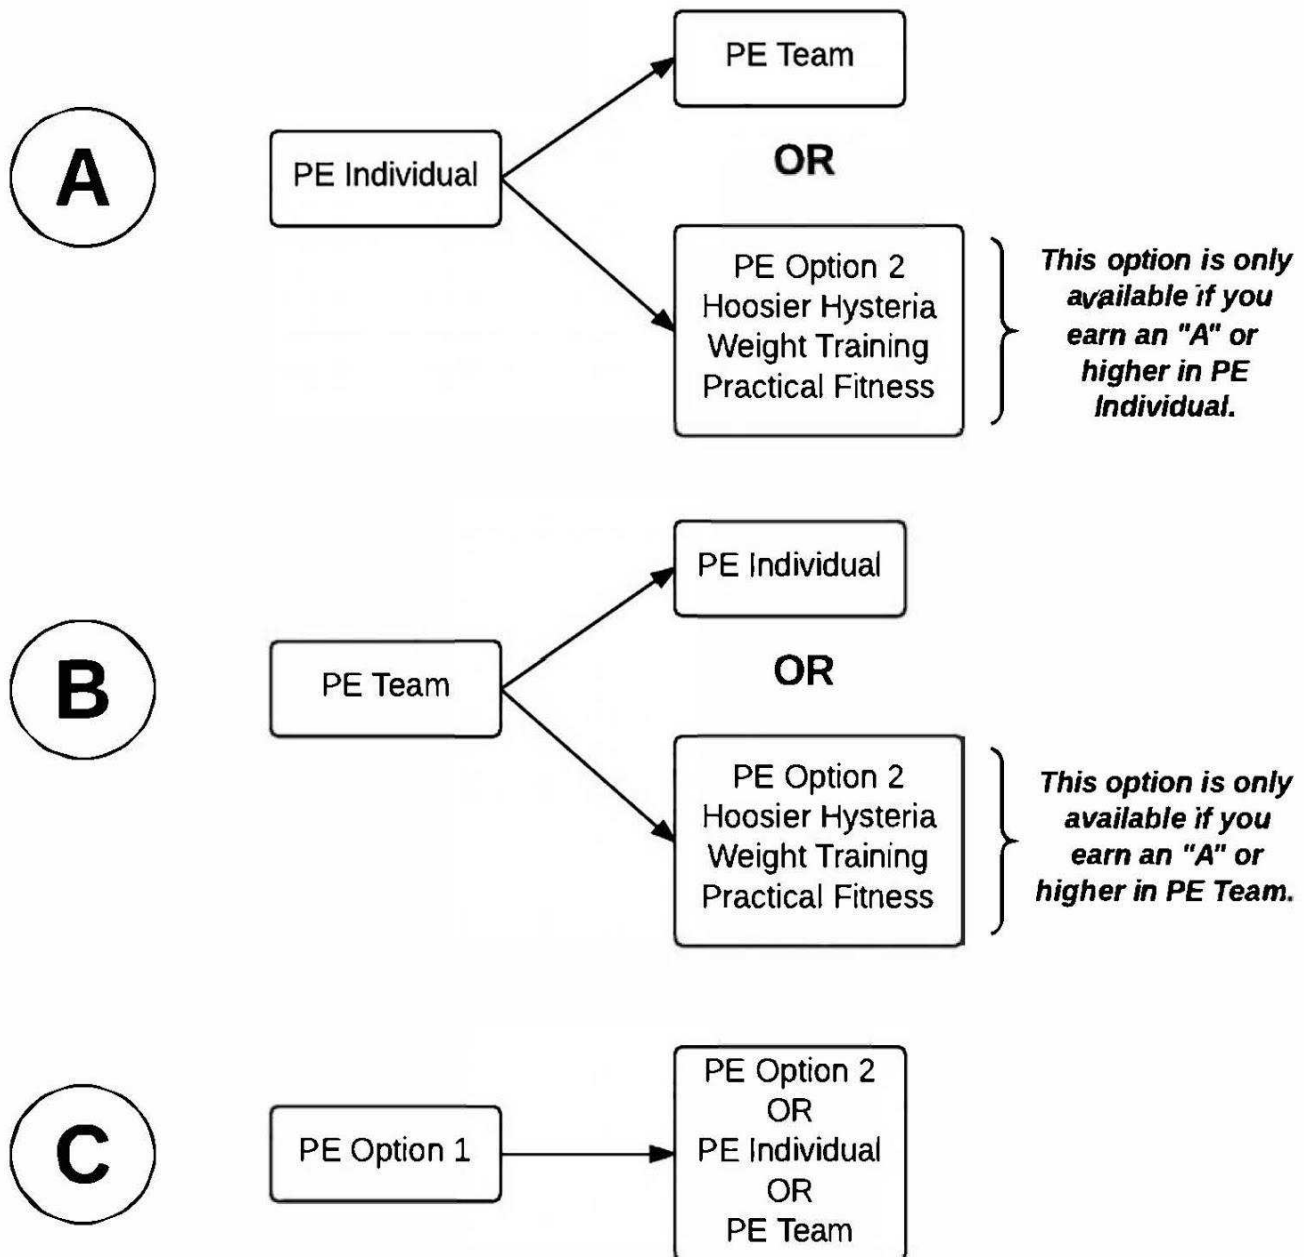 A
PE Individual
PE Team
OR
PE Option 2
Hoosier Hysteria
Weight Training
Practical Fitness
This option is only
available if you
earn an "A" or
higher in PE
Individual.
B
PE Team
PE Individual
OR
PE Option 2
Hoosier Hysteria
Weight Training
Practical Fitness
This option is only
available if you
earn an "A" or
higher in PE Team.
C
PE Option 1
PE Option 2
OR
PE Individual
OR
PE Team